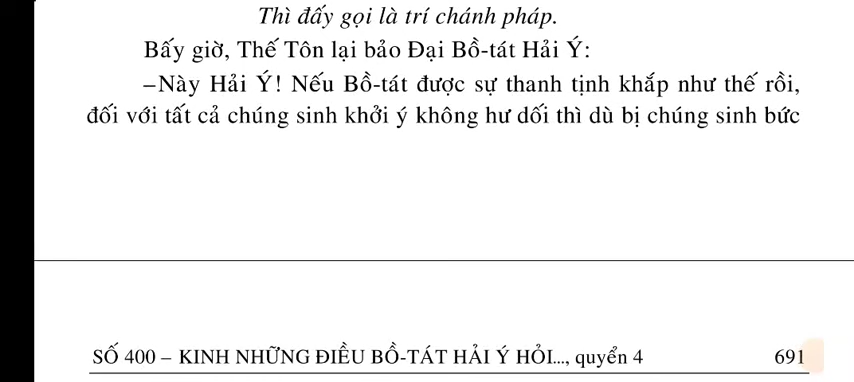 Thì đấy gọi là trí chánh pháp.
Bấy giờ, Thế Tôn lại bảo Đại Bồ-tát Hải Ý:
–Này Hải Ý! Nếu Bồ-tát được sự thanh tịnh khắp như thế rồi,
đối với tất cả chúng sinh khởi ý không hư dối thì dù bị chúng sinh bức
SỐ 400 – KINH NHỮNG ĐIỀU BỒ-TÁT HẢI Ý HỎI..., quyển 4 691